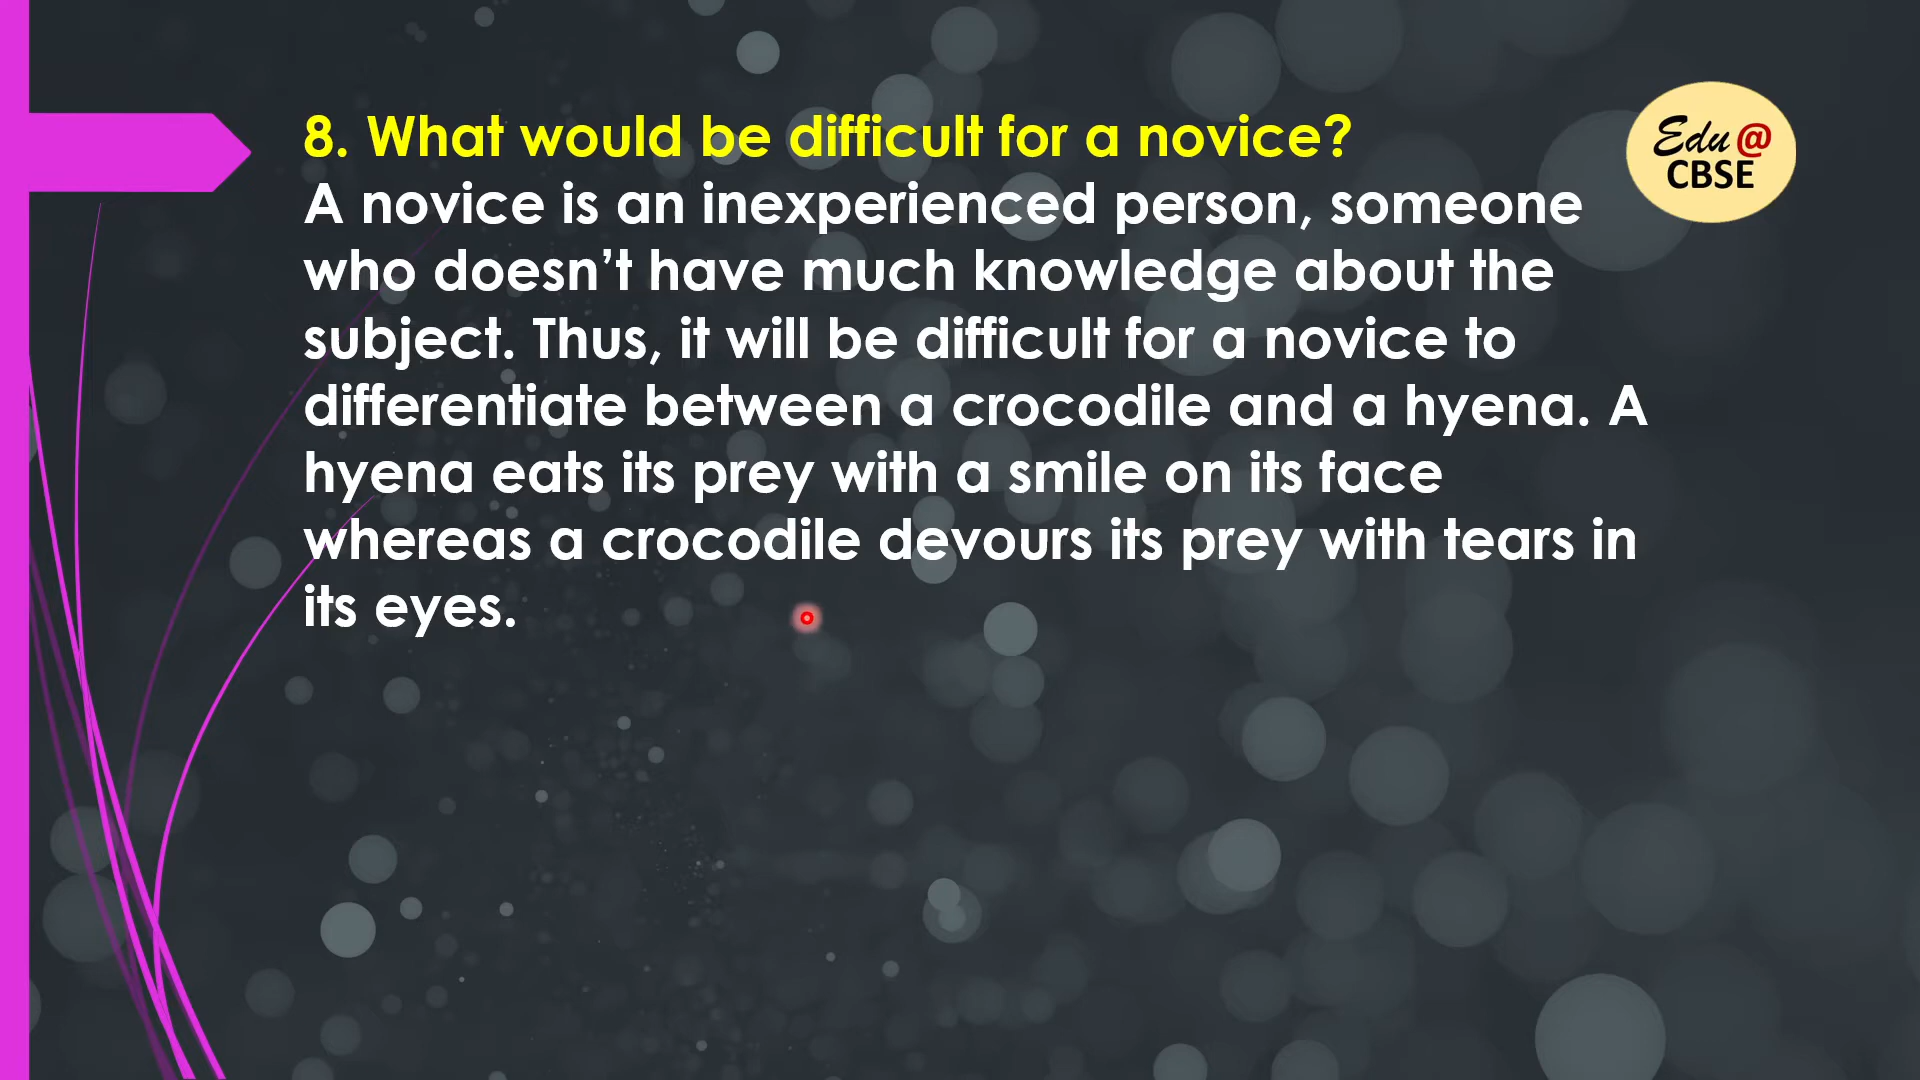 8. What would be difficult for a novice?
A novice is an inexperienced person, someone
who doesn’t have much knowledge about the
subject. Thus, it will be difficult for a novice to
differentiate between a crocodile and a hyena. A
hyena eats its prey with a smile on its face
whereas a crocodile devours its prey with tears in
its eyes.
Edu @
CBSE